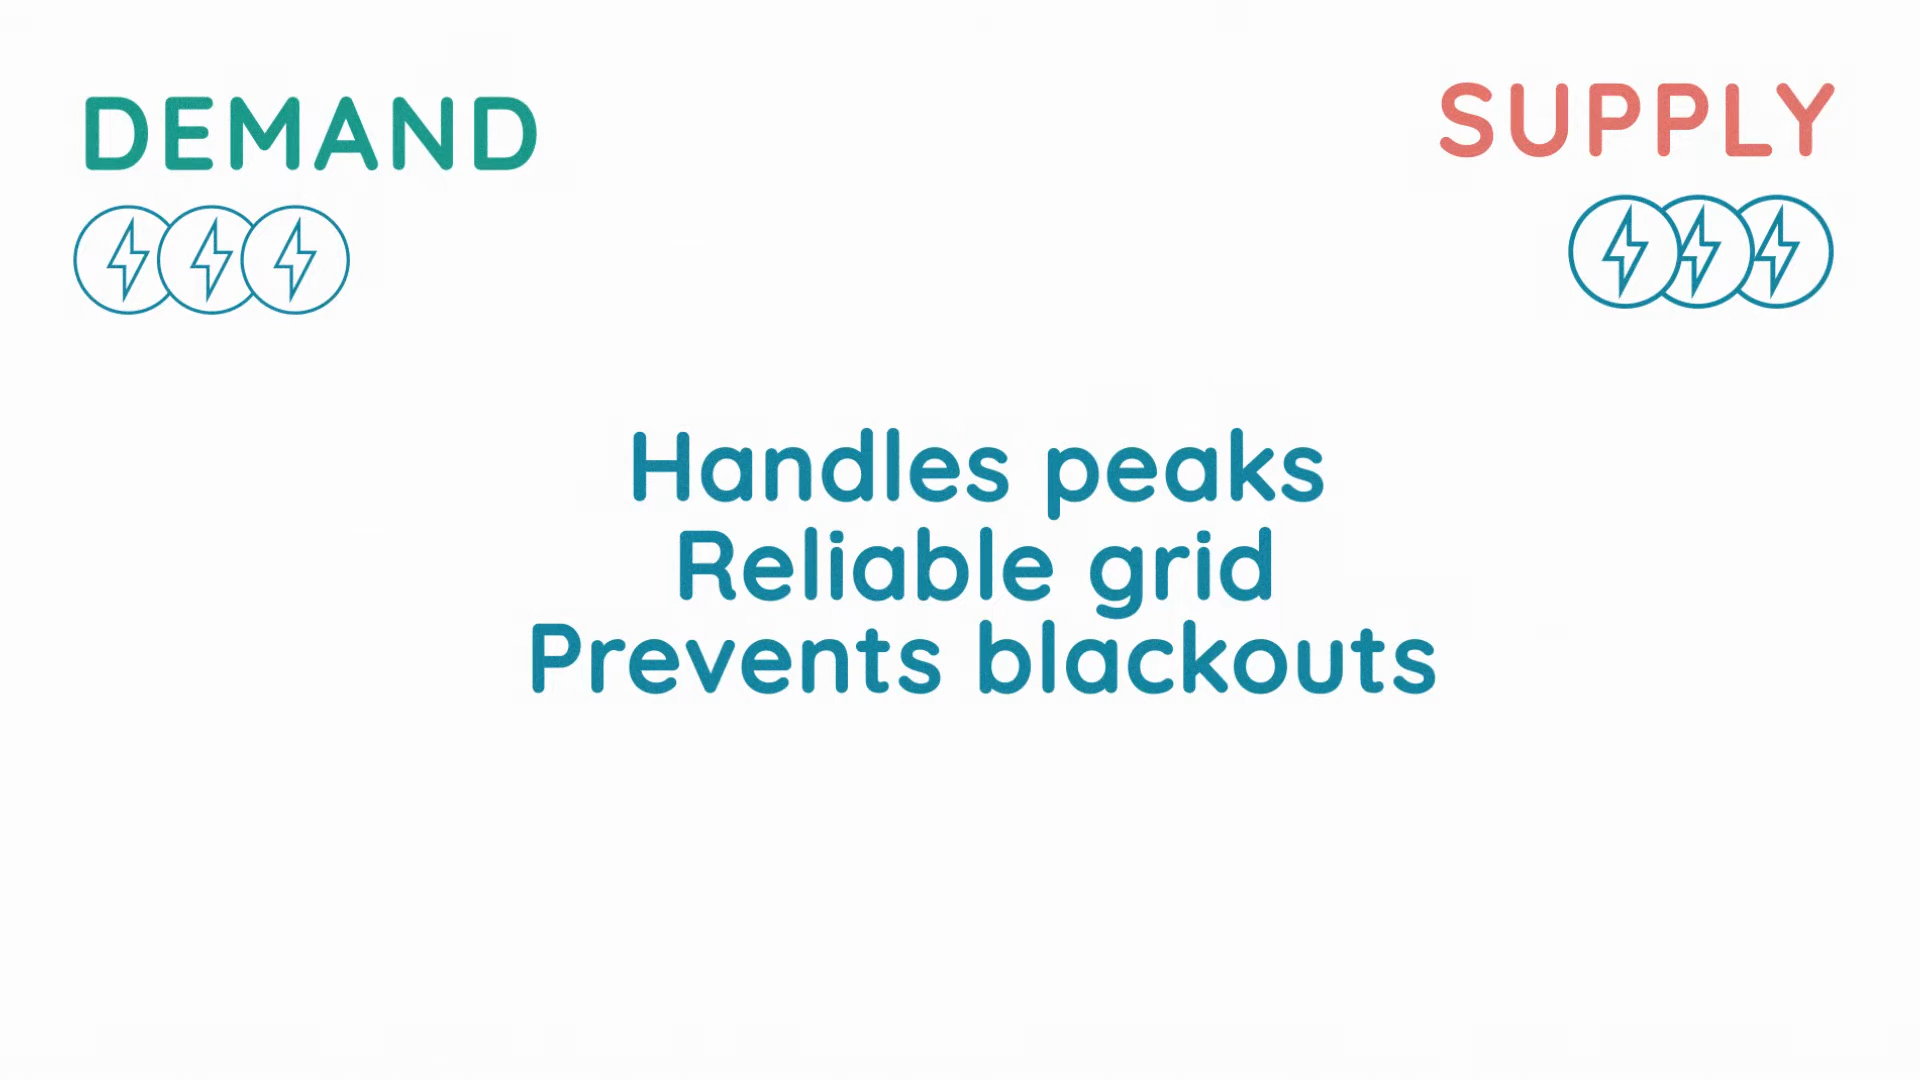 DEMAND
SUPPLY
Handles peaks
Reliable grid
Prevents blackouts